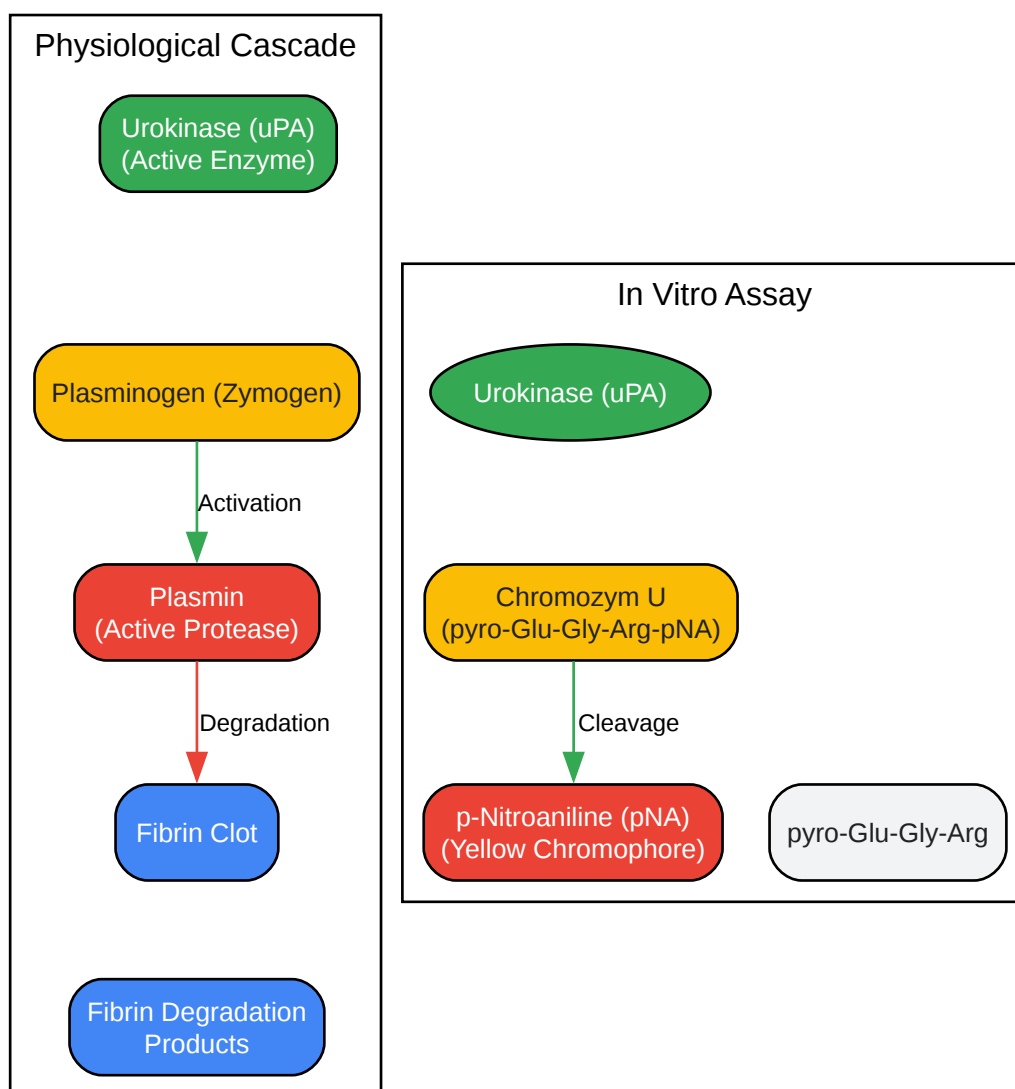 Physiological Cascade
Urokinase (uPA)
(Active Enzyme)
Plasminogen (Zymogen)
Activation
Plasmin
(Active Protease)
Degradation
Fibrin Clot
Fibrin Degradation
Products
In Vitro Assay
Urokinase (uPA)
Chromozym U
(pyro-Glu-Gly-Arg-pNA)
Cleavage
p-Nitroaniline (pNA)
(Yellow Chromophore)
pyro-Glu-Gly-Arg